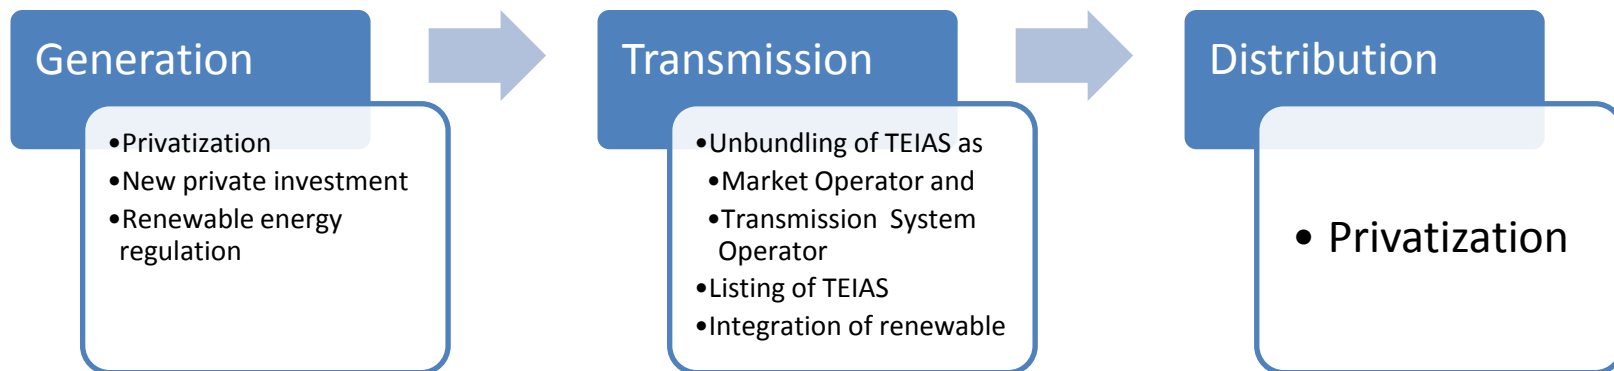 Generation
•Privatization
•New private investment
•Renewable energy
regulation
Transmission
•Unbundling of TEIAS as
•Market Operator and
•Transmission System
Operator
•Listing of TEIAS
•Integration of renewable
Distribution
• Privatization